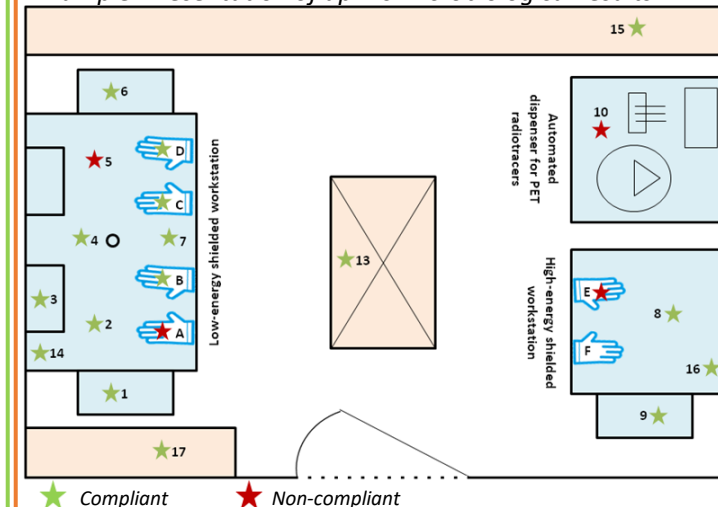 15
6
10
Automated
dispenser for PET
radiotracers
5
D
C
Low-energy shielded workstation
4
7
13
B
3
E
High-energy shielded
workstation
8
2
A
14
F
16
1
9
17
Compliant
Non-compliant